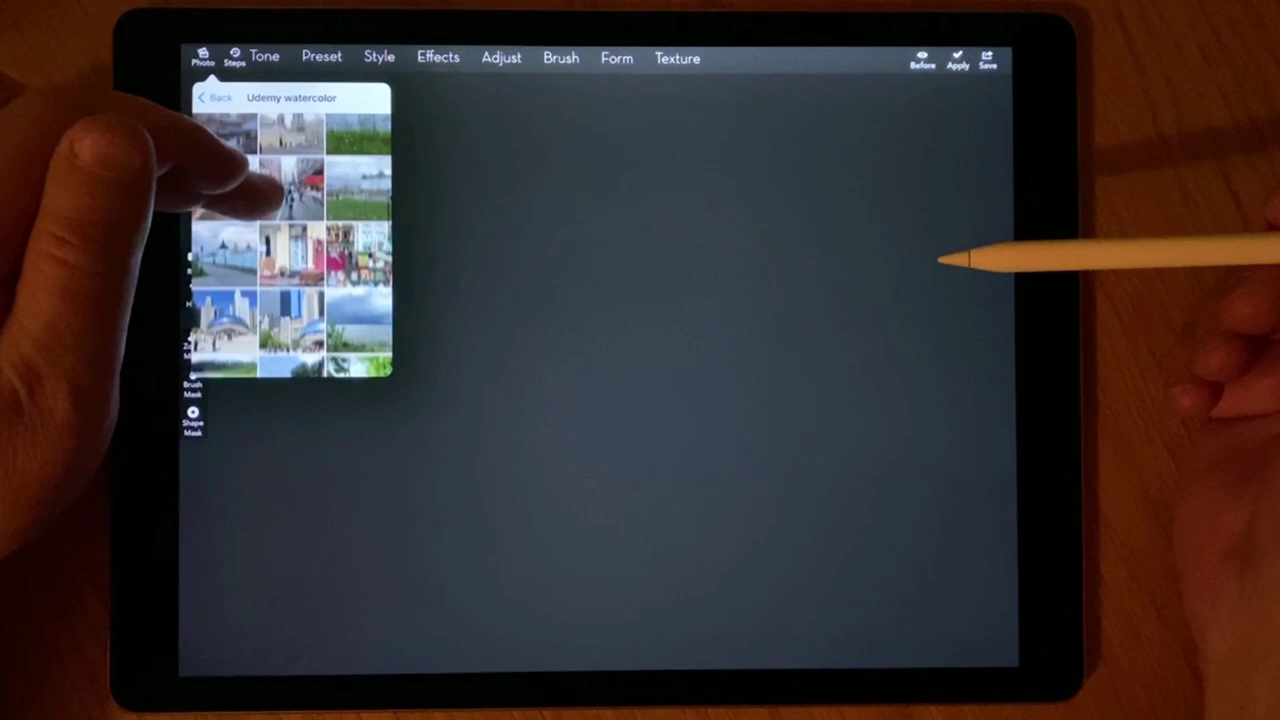 Photo Steps Tone Preset Style Effects Adjust Brush Form Texture Before Apply Save
Back Udemy watercolor
Brush
Mask
Shape
Mask